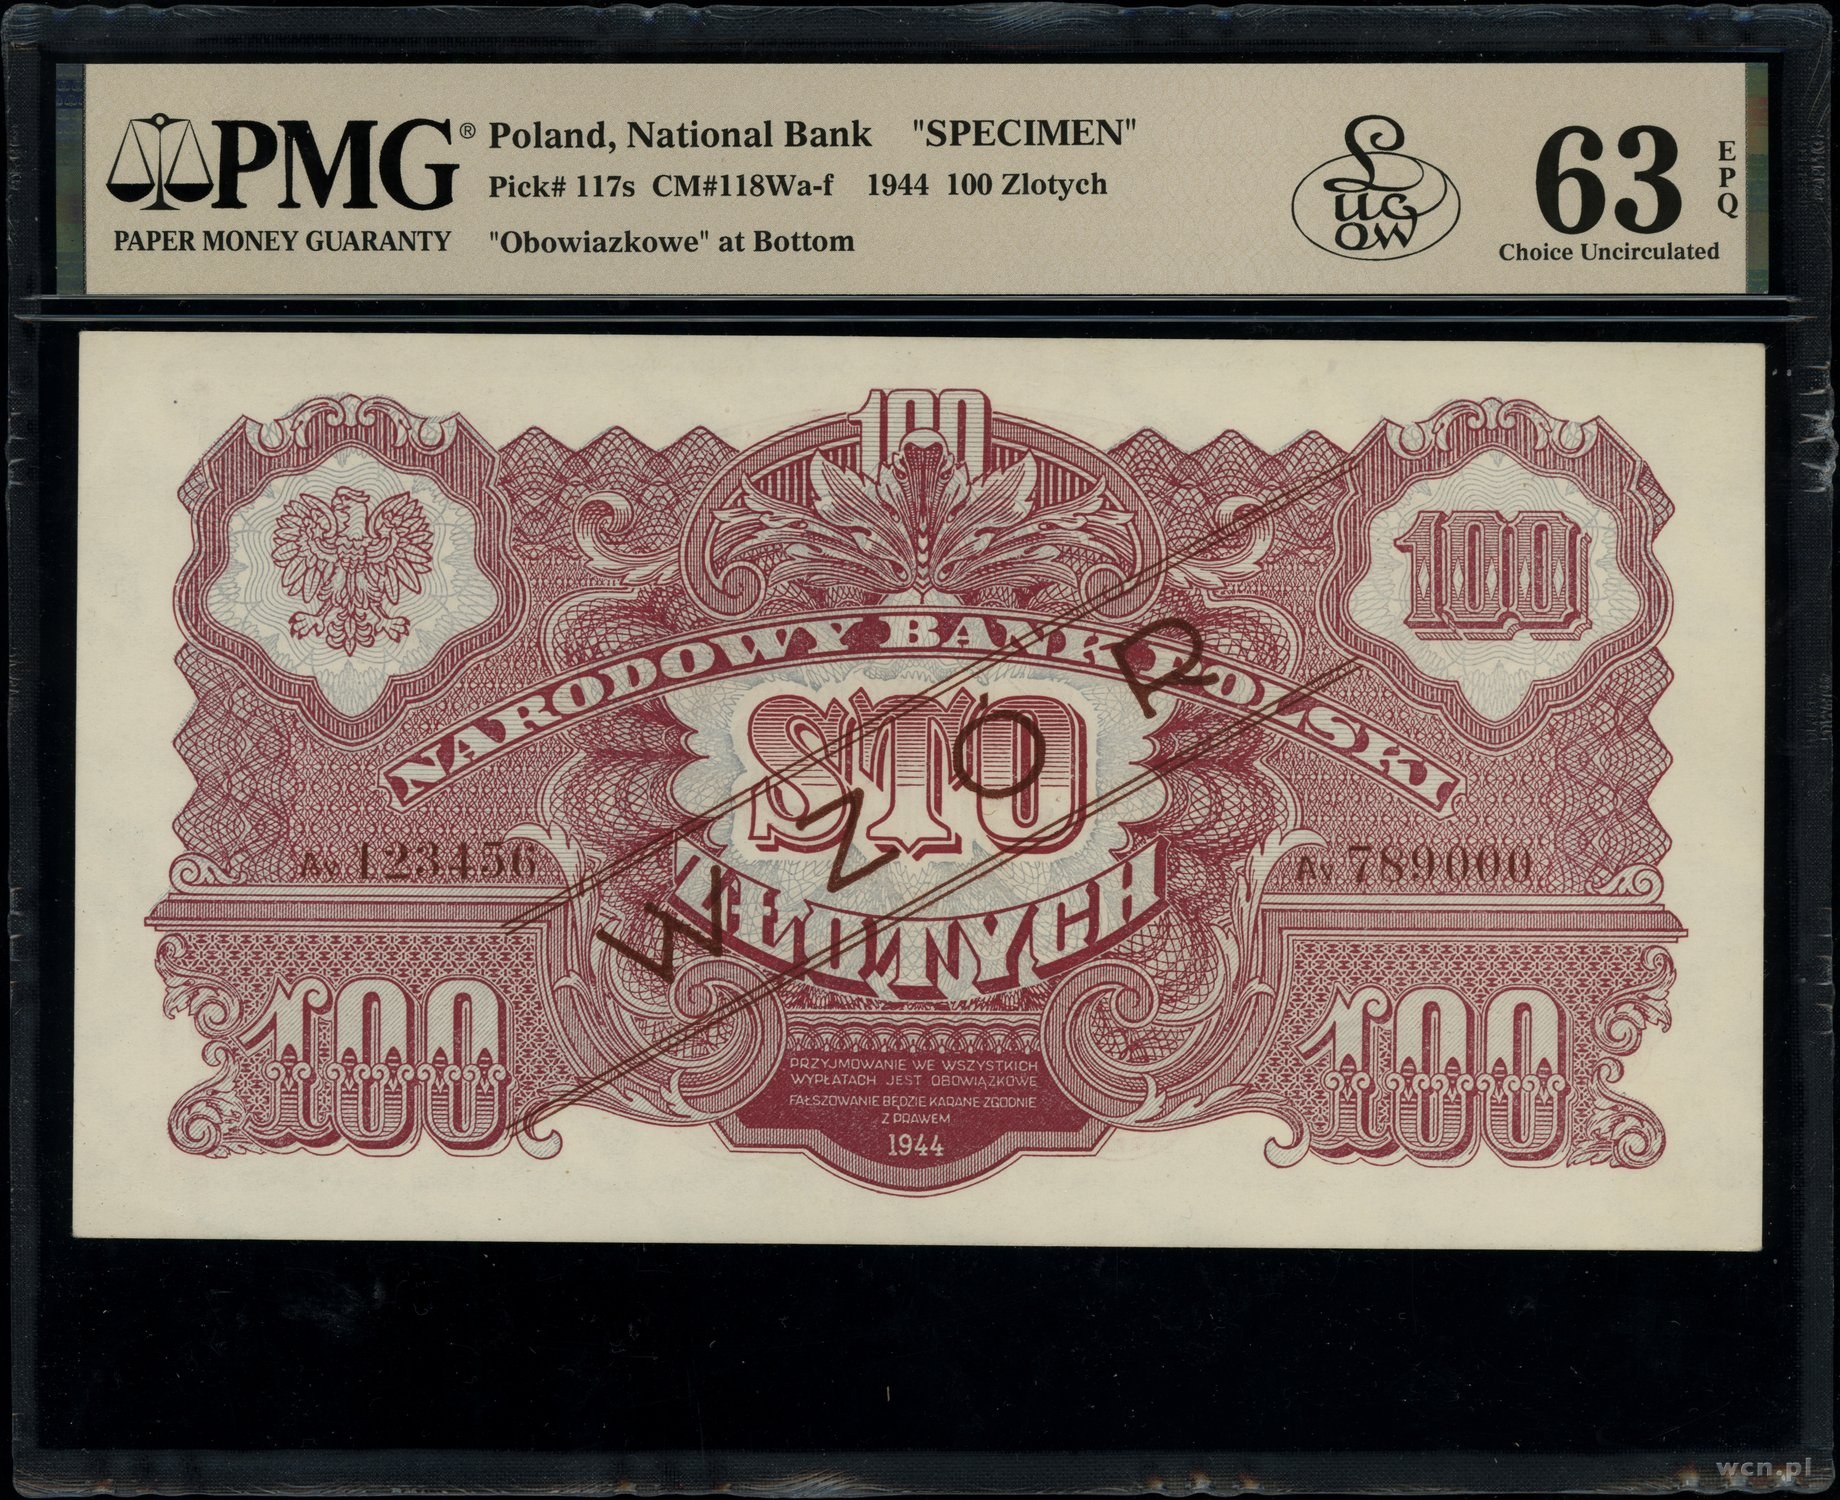 PMG® Poland, National Bank "SPECIMEN"
Pick# 117s CM#118Wa-f 1944 100 Zlotych
PAPER MONEY GUARANTY "Obowiazkowe" at Bottom
Lucow
63 EPQ
Choice Uncirculated
100
100
NARODOWY BANK POLSKI
STO
ZŁOTYCH
WZÓR
Av 123456
Av 789000
100
100
PRZYJMOWANIE WE WSZYSTKICH
WYPŁATACH JEST OBOWIĄZKOWE
FAŁSZOWANIE BĘDZIE KARANE ZGODNIE
Z PRAWEM
1944
wcn.pl